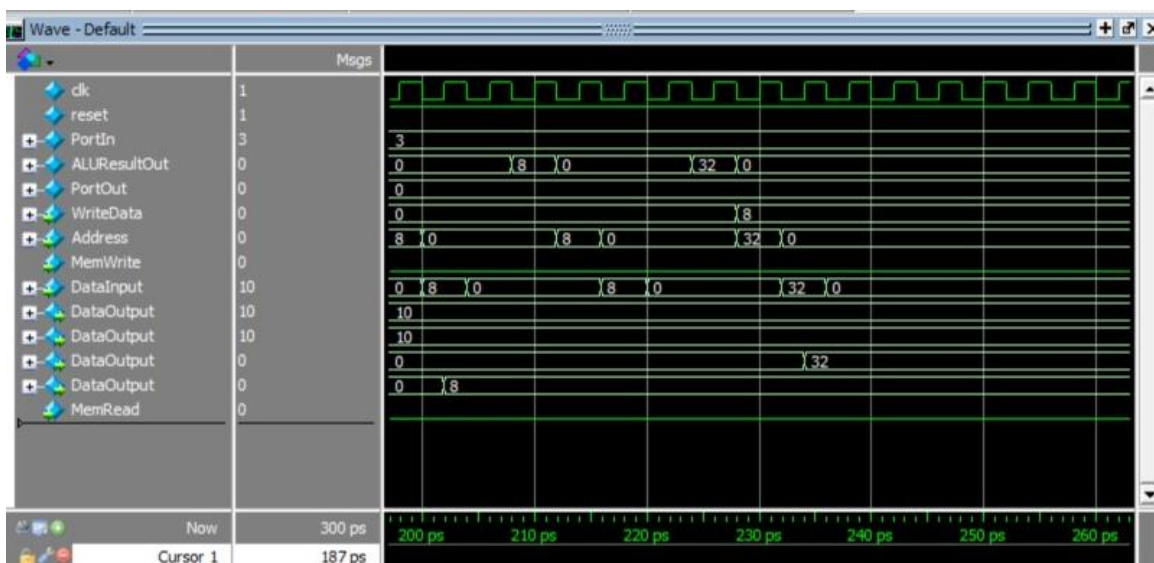 Wave - Default
Msgs
clk 1
reset 1
PortIn 3 3
ALUResultOut 0 0 8 0 32 0
PortOut 0 0
WriteData 0 0 8
Address 0 8 0 8 0 32 0
MemWrite 0
DataInput 10 0 8 0 8 0 32 0
DataOutput 10 10
DataOutput 10 10
DataOutput 0 0 32
DataOutput 0 0 8
MemRead 0
Now 300 ps 200 ps 210 ps 220 ps 230 ps 240 ps 250 ps 260 ps
Cursor 1 187 ps